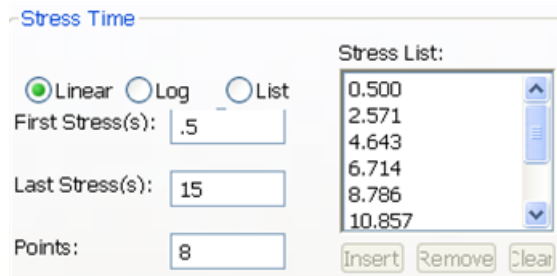 Stress Time
Linear Log List
First Stress(s): .5
Last Stress(s): 15
Points: 8
Stress List:
0.500
2.571
4.643
6.714
8.786
10.857
Insert Remove Clear